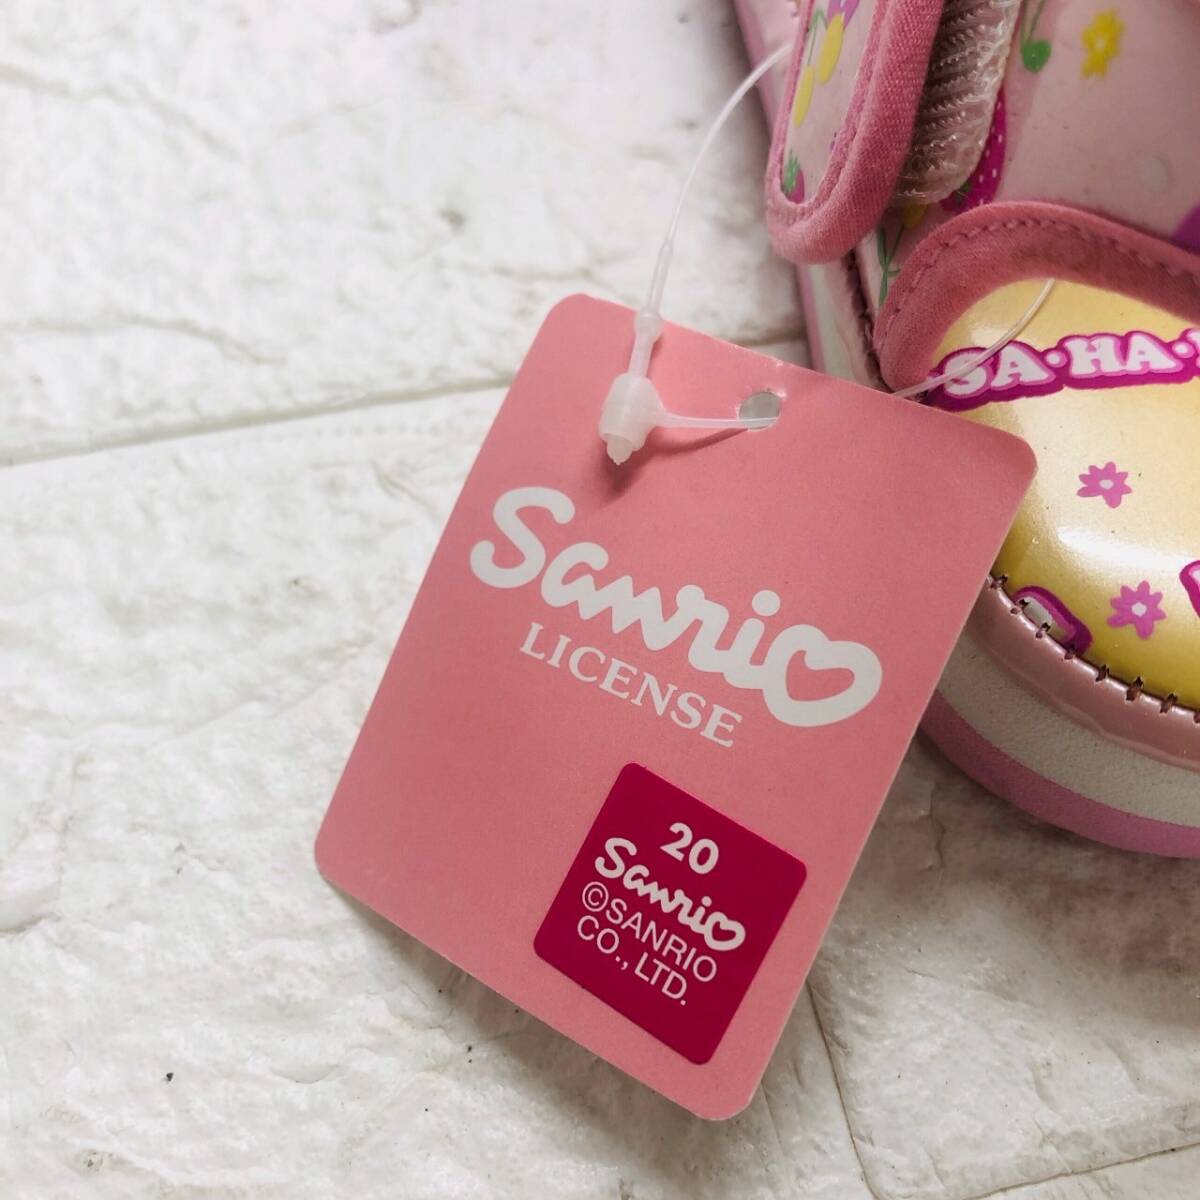 Sanrio
LICENSE
20
Sanrio
©SANRIO
CO., LTD.
SA·HA·